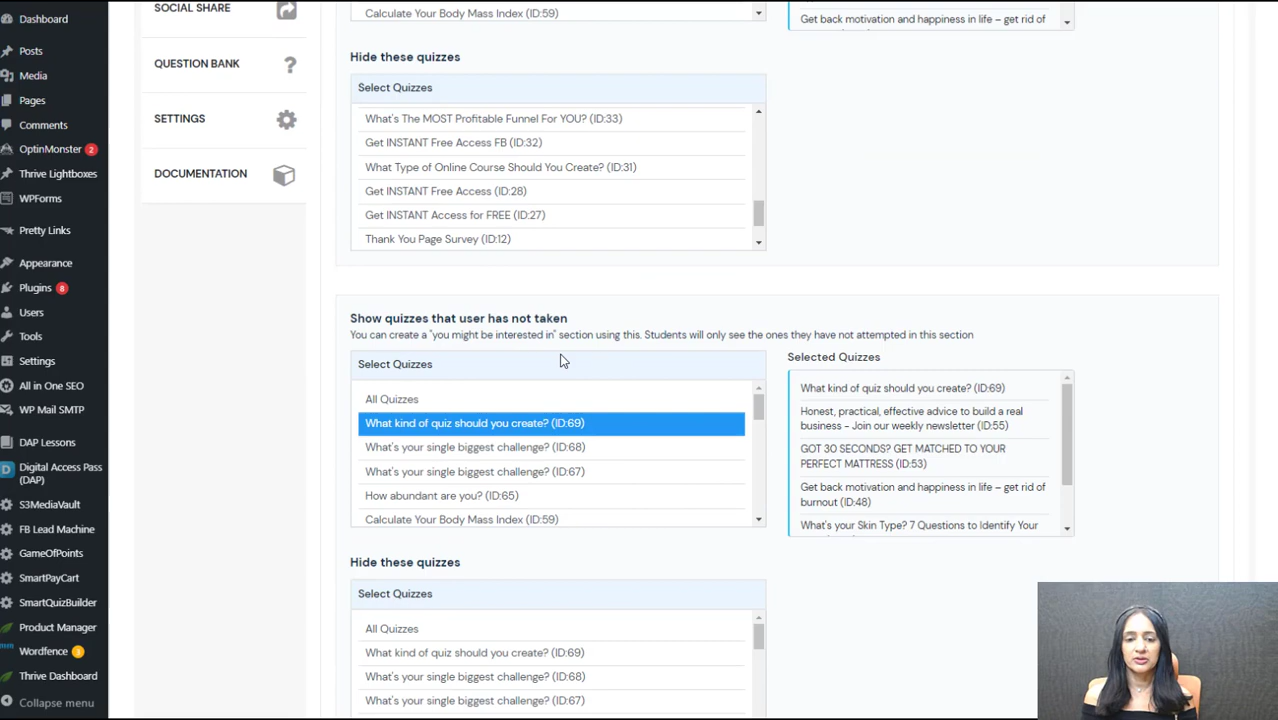 Dashboard
Posts
Media
Pages
Comments
OptinMonster 2
Thrive Lightboxes
WPForms
Pretty Links
Appearance
Plugins 8
Users
Tools
Settings
All in One SEO
WP Mail SMTP
DAP Lessons
Digital Access Pass
(DAP)
S3MediaVault
FB Lead Machine
GameOfPoints
SmartPayCart
SmartQuizBuilder
Product Manager
Wordfence 3
Thrive Dashboard
Collapse menu
SOCIAL SHARE
QUESTION BANK
SETTINGS
DOCUMENTATION
Calculate Your Body Mass Index (ID:59)
Get back motivation and happiness in life – get rid of
Hide these quizzes
Select Quizzes
What's The MOST Profitable Funnel For YOU? (ID:33)
Get INSTANT Free Access FB (ID:32)
What Type of Online Course Should You Create? (ID:31)
Get INSTANT Free Access (ID:28)
Get INSTANT Access for FREE (ID:27)
Thank You Page Survey (ID:12)
Show quizzes that user has not taken
You can create a "you might be interested in" section using this. Students will only see the ones they have not attempted in this section
Select Quizzes
All Quizzes
What kind of quiz should you create? (ID:69)
What's your single biggest challenge? (ID:68)
What's your single biggest challenge? (ID:67)
How abundant are you? (ID:65)
Calculate Your Body Mass Index (ID:59)
Selected Quizzes
What kind of quiz should you create? (ID:69)
Honest, practical, effective advice to build a real
business - Join our weekly newsletter (ID:55)
GOT 30 SECONDS? GET MATCHED TO YOUR
PERFECT MATTRESS (ID:53)
Get back motivation and happiness in life – get rid of
burnout (ID:48)
What's your Skin Type? 7 Questions to Identify Your
Hide these quizzes
Select Quizzes
All Quizzes
What kind of quiz should you create? (ID:69)
What's your single biggest challenge? (ID:68)
What's your single biggest challenge? (ID:67)